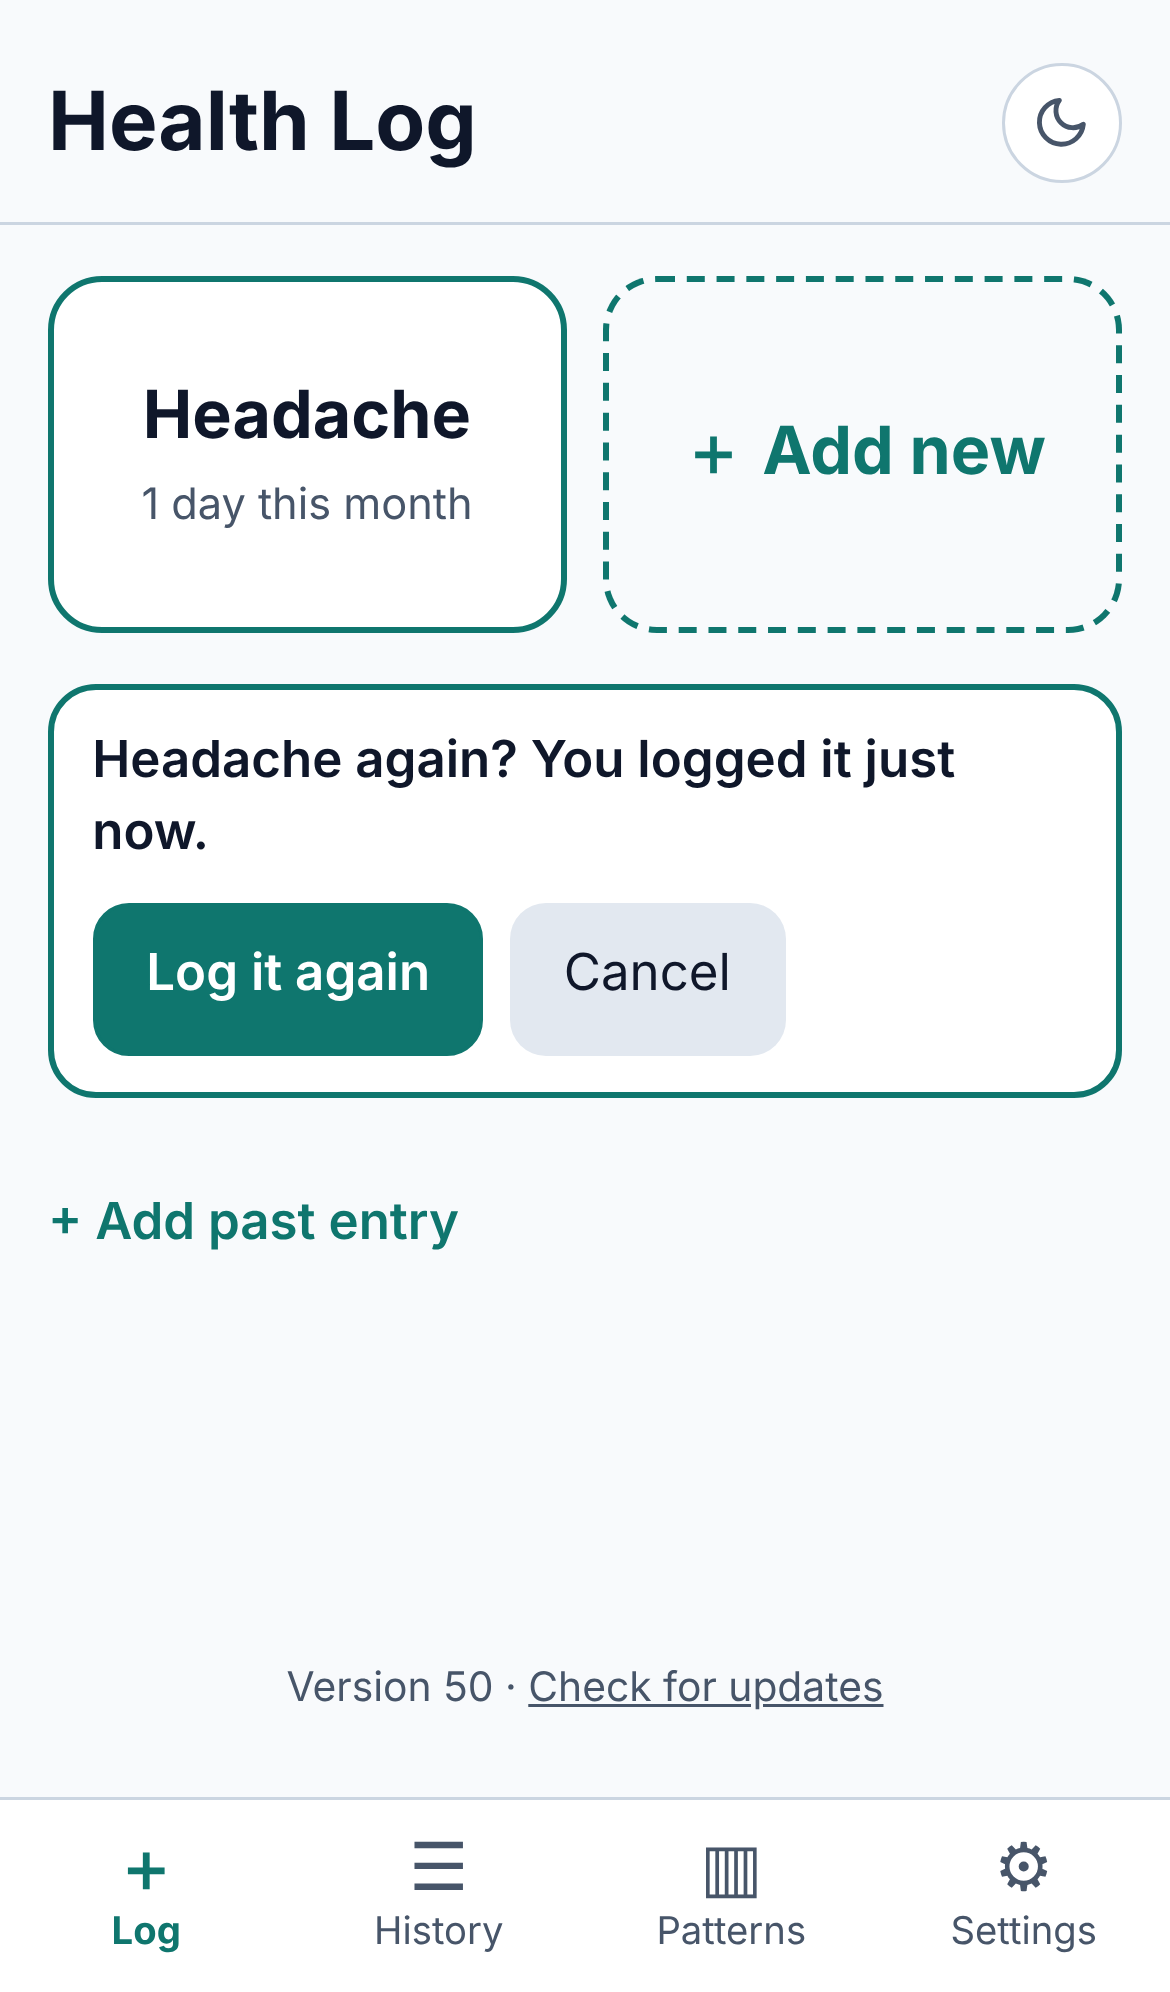 Health Log
Headache
1 day this month
+ Add new
Headache again? You logged it just
now.
Log it again
Cancel
+ Add past entry
Version 50 · Check for updates
Log
History
Patterns
Settings